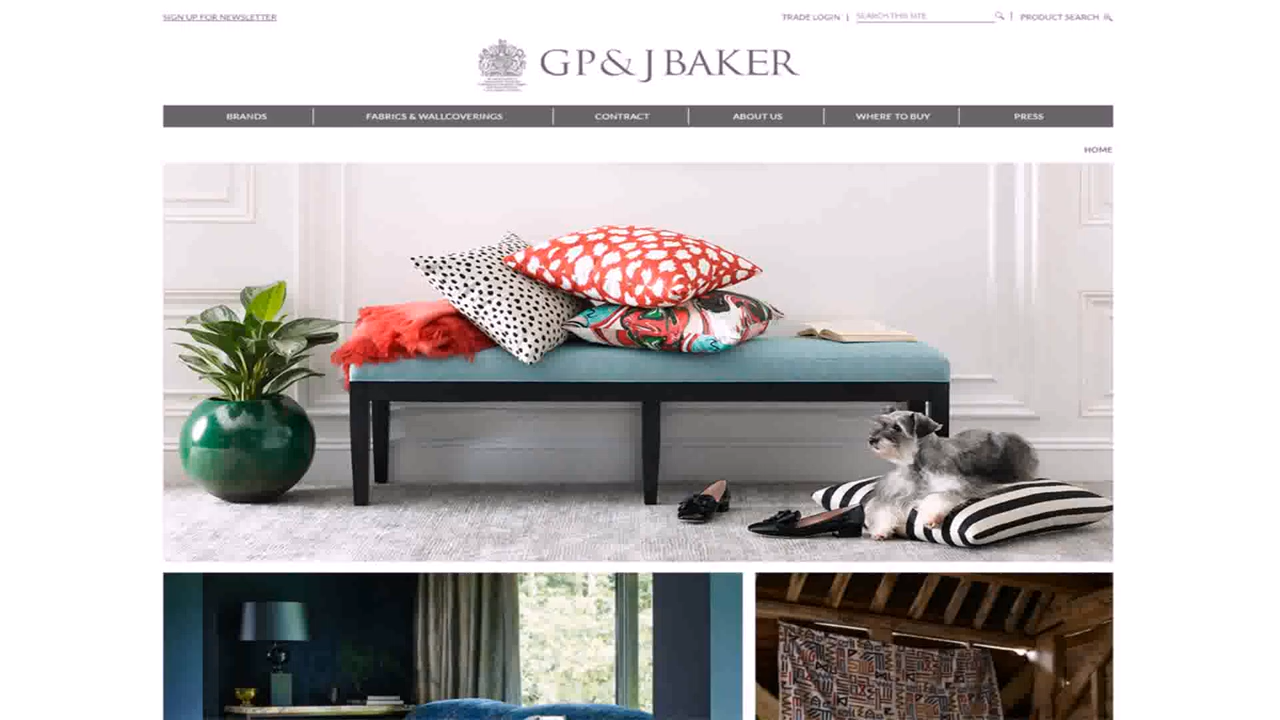 SIGN UP FOR NEWSLETTER
TRADE LOGIN | SEARCH THIS SITE | PRODUCT SEARCH
GP & J BAKER
BRANDS FABRICS & WALLCOVERINGS CONTRACT ABOUT US WHERE TO BUY PRESS
HOME